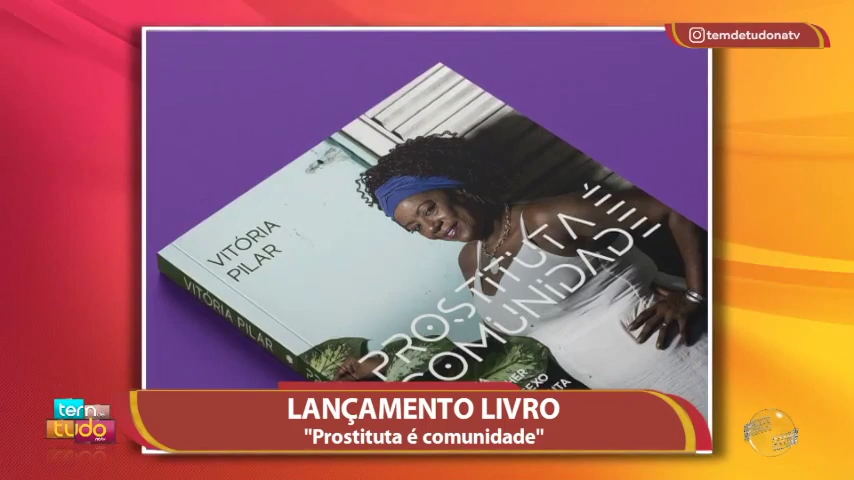 temdetudonatv
VITÓRIA
PILAR
VITÓRIA PILAR
PROSTITUTA É
COMUNIDADE
LANÇAMENTO LIVRO
"Prostituta é comunidade"
tem
tudo